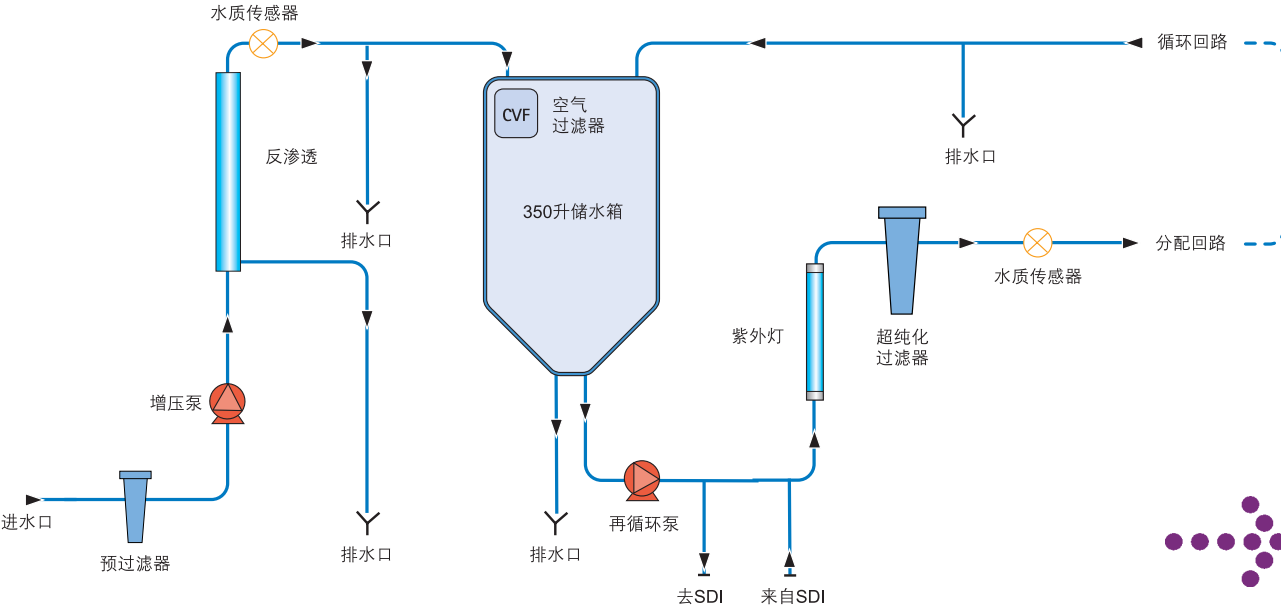 水质传感器
循环回路
CVF
空气
过滤器
反渗透
排水口
350升储水箱
排水口
分配回路
水质传感器
紫外灯
超纯化
过滤器
增压泵
进水口
预过滤器
排水口
排水口
再循环泵
去SDI
来自SDI